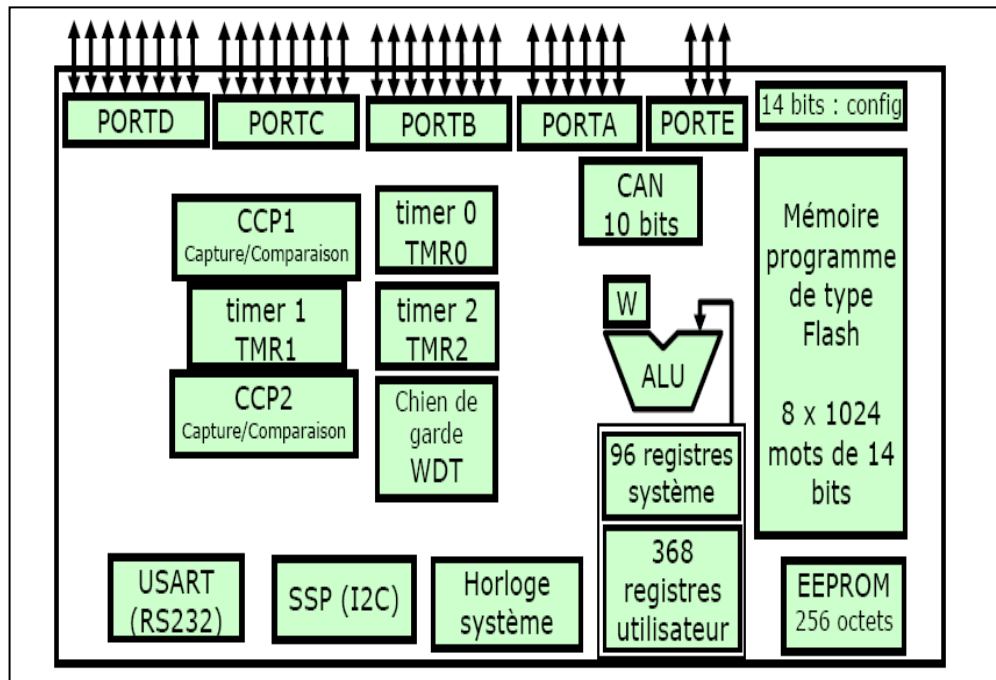 PORTD
PORTC
PORTB
PORTA
PORTE
14 bits : config
CCP1
Capture/Comparaison
timer 0
TMR0
CAN
10 bits
Mémoire
programme
de type
Flash
8 x 1024
mots de 14
bits
timer 1
TMR1
timer 2
TMR2
W
ALU
CCP2
Capture/Comparaison
Chien de
garde
WDT
96 registres
système
368
registres
utilisateur
USART
(RS232)
SSP (I2C)
Horloge
système
EEPROM
256 octets